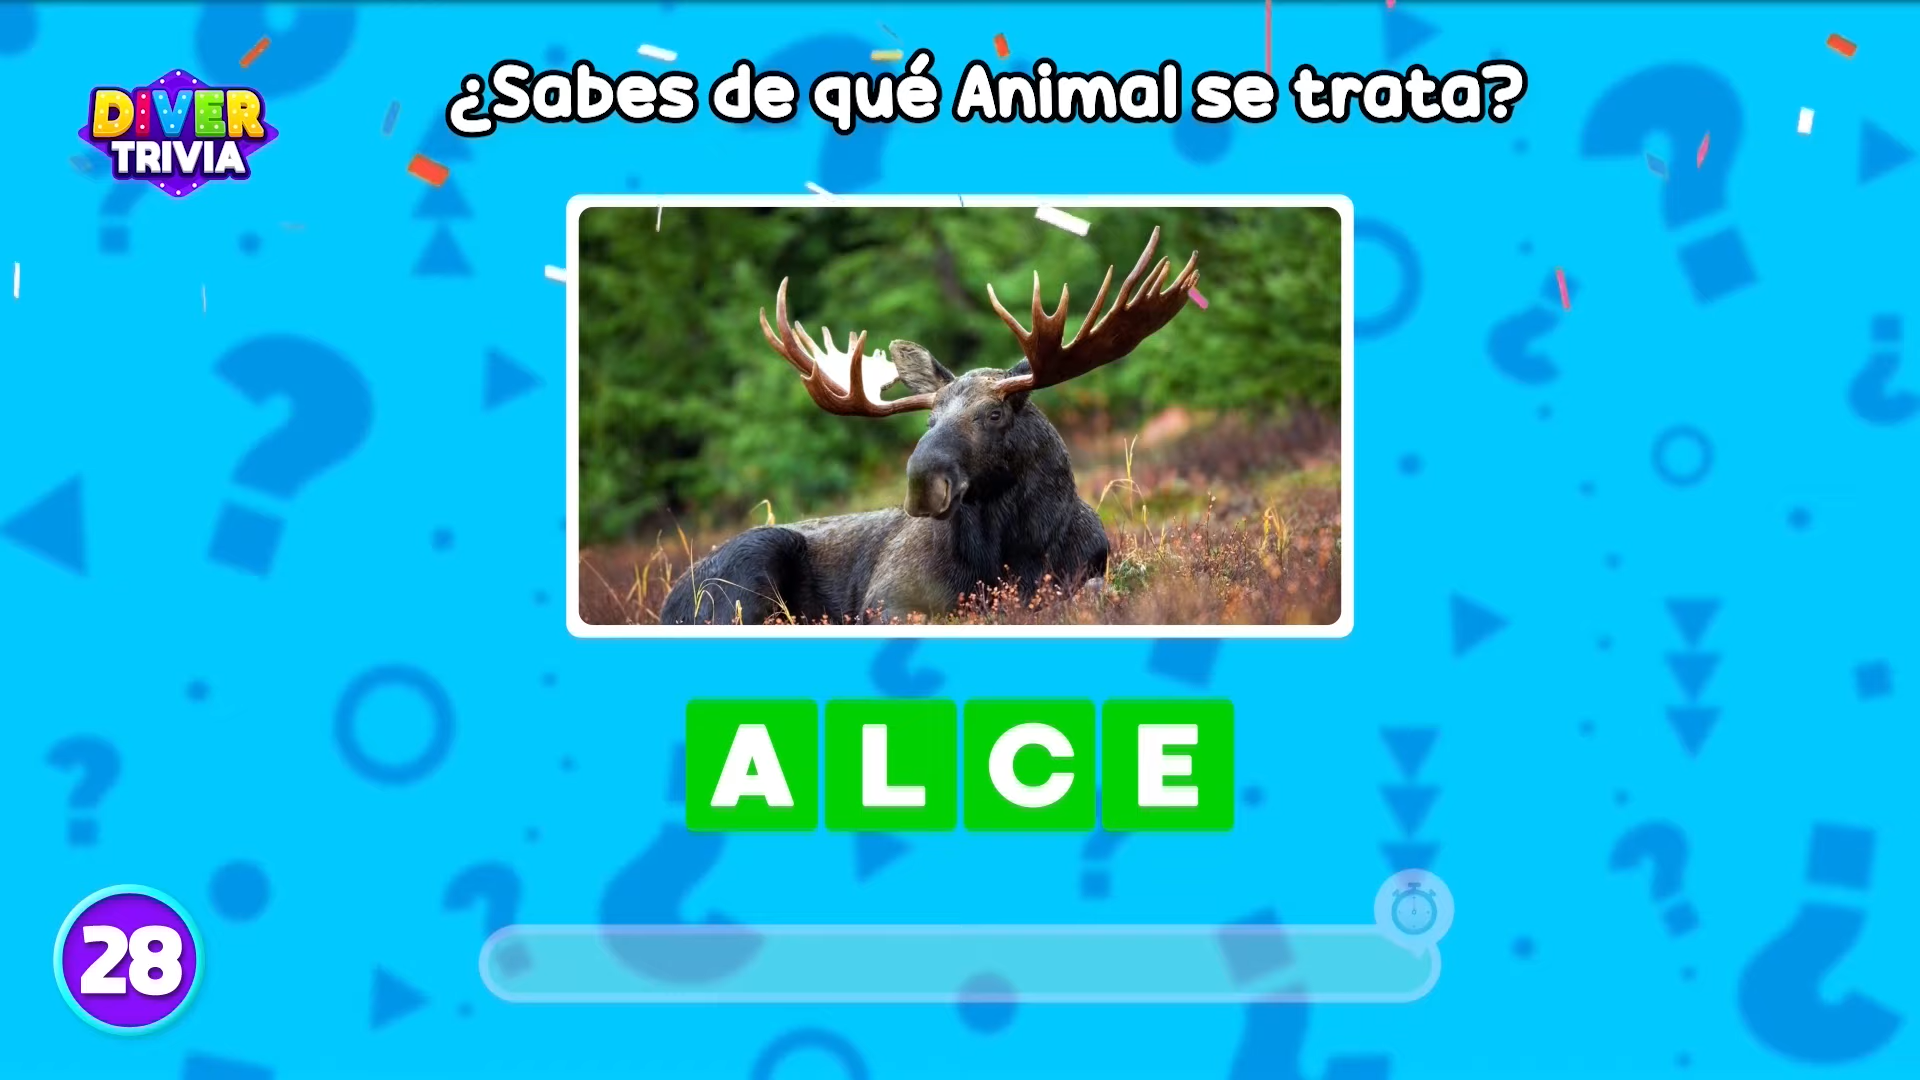 ¿Sabes de qué Animal se trata?
DIVER
TRIVIA
ALCE
28